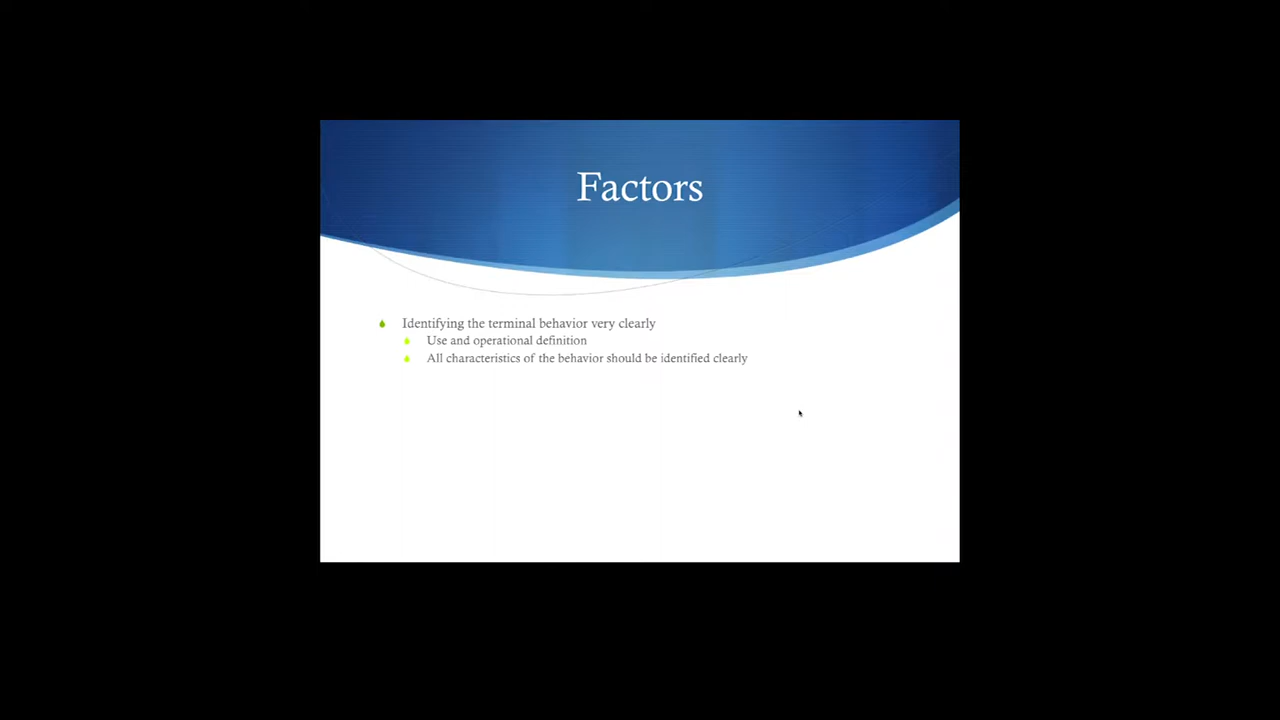 Factors
Identifying the terminal behavior very clearly
Use and operational definition
All characteristics of the behavior should be identified clearly